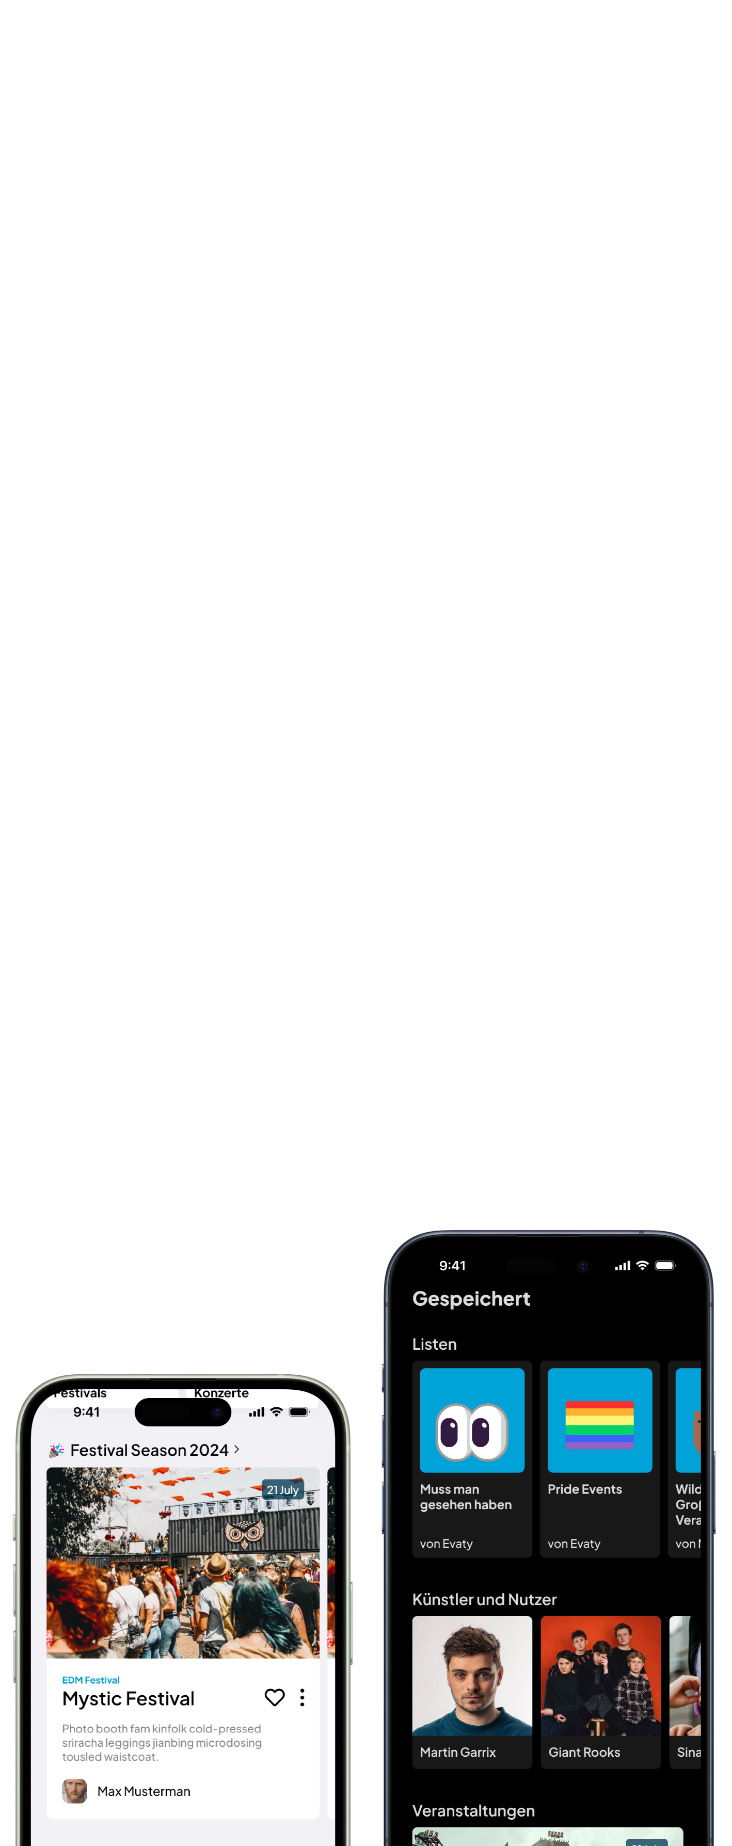 Festivals
Konzerte
9:41
Festival Season 2024
21 July
EDM Festival
Mystic Festival
Photo booth fam kinfolk cold-pressed
sriracha leggings jianbing microdosing
tousled waistcoat.
Max Musterman
9:41
Gespeichert
Listen
Muss man
gesehen haben
von Evaty
Pride Events
von Evaty
Wild
Groß
Vera
von
Künstler und Nutzer
Martin Garrix
Giant Rooks
Sina
Veranstaltungen